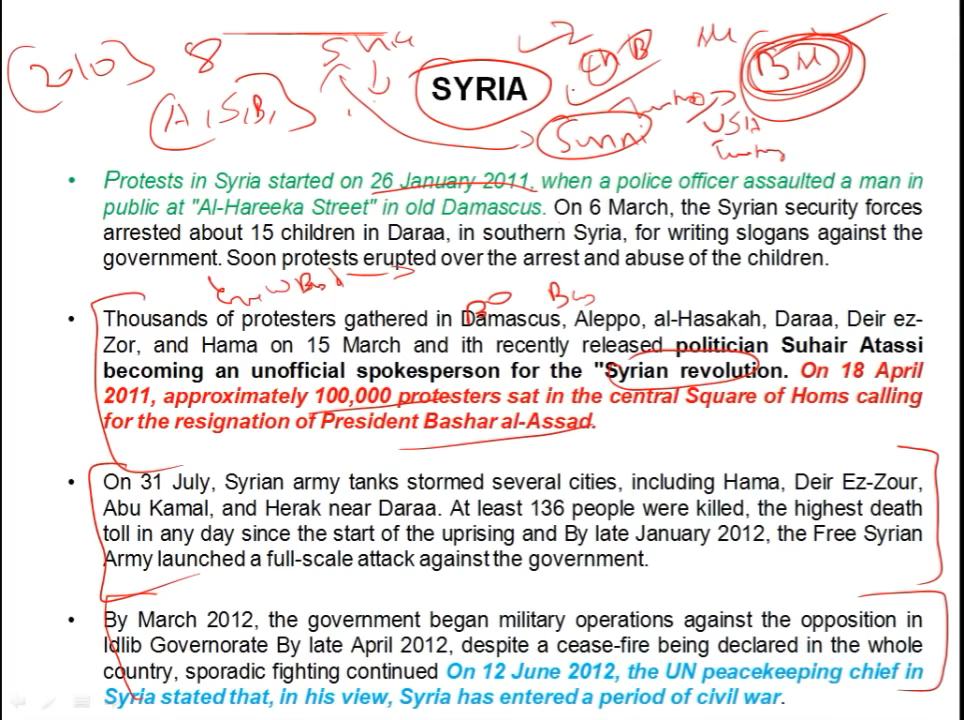 (2010) 8 Shia
SYRIA
Sunni
BM
(A, S, B,)
USA
Turkey
• Protests in Syria started on 26 January 2011, when a police officer assaulted a man in
public at "Al-Hareeka Street" in old Damascus. On 6 March, the Syrian security forces
arrested about 15 children in Daraa, in southern Syria, for writing slogans against the
government. Soon protests erupted over the arrest and abuse of the children.
• Thousands of protesters gathered in Damascus, Aleppo, al-Hasakah, Daraa, Deir ez-
Zor, and Hama on 15 March and ith recently released politician Suhair Atassi
becoming an unofficial spokesperson for the "Syrian revolution. On 18 April
2011, approximately 100,000 protesters sat in the central Square of Homs calling
for the resignation of President Bashar al-Assad.
• On 31 July, Syrian army tanks stormed several cities, including Hama, Deir Ez-Zour,
Abu Kamal, and Herak near Daraa. At least 136 people were killed, the highest death
toll in any day since the start of the uprising and By late January 2012, the Free Syrian
Army launched a full-scale attack against the government.
• By March 2012, the government began military operations against the opposition in
Idlib Governorate By late April 2012, despite a cease-fire being declared in the whole
country, sporadic fighting continued On 12 June 2012, the UN peacekeeping chief in
Syria stated that, in his view, Syria has entered a period of civil war.